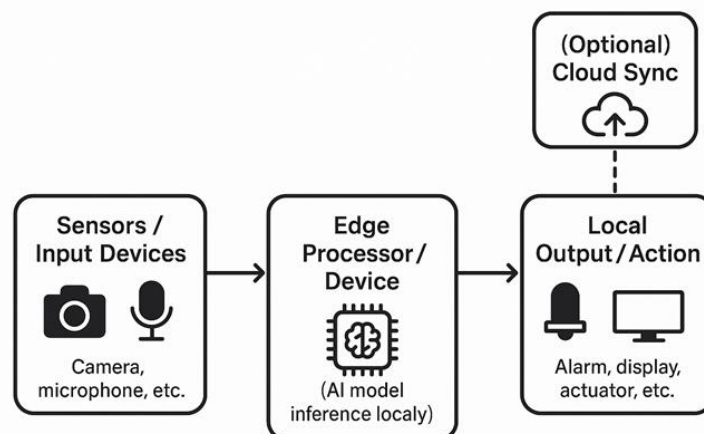 (Optional)
Cloud Sync
Sensors /
Input Devices
Camera,
microphone, etc.
Edge
Processor/
Device
(AI model
inference localy)
Local
Output/Action
Alarm, display,
actuator, etc.